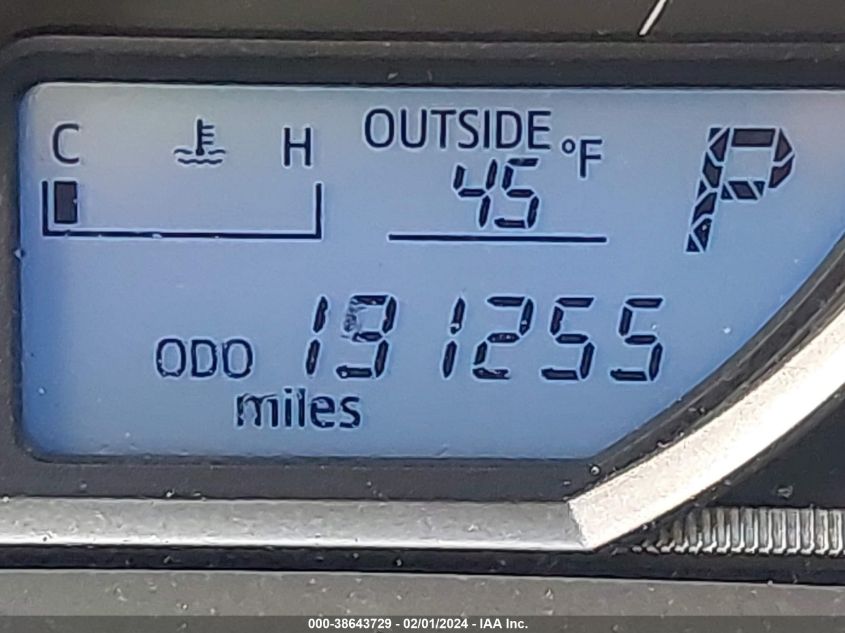 C H
OUTSIDE
45 °F
P
ODO 191255
miles
000-38643729 - 02/01/2024 - IAA Inc.